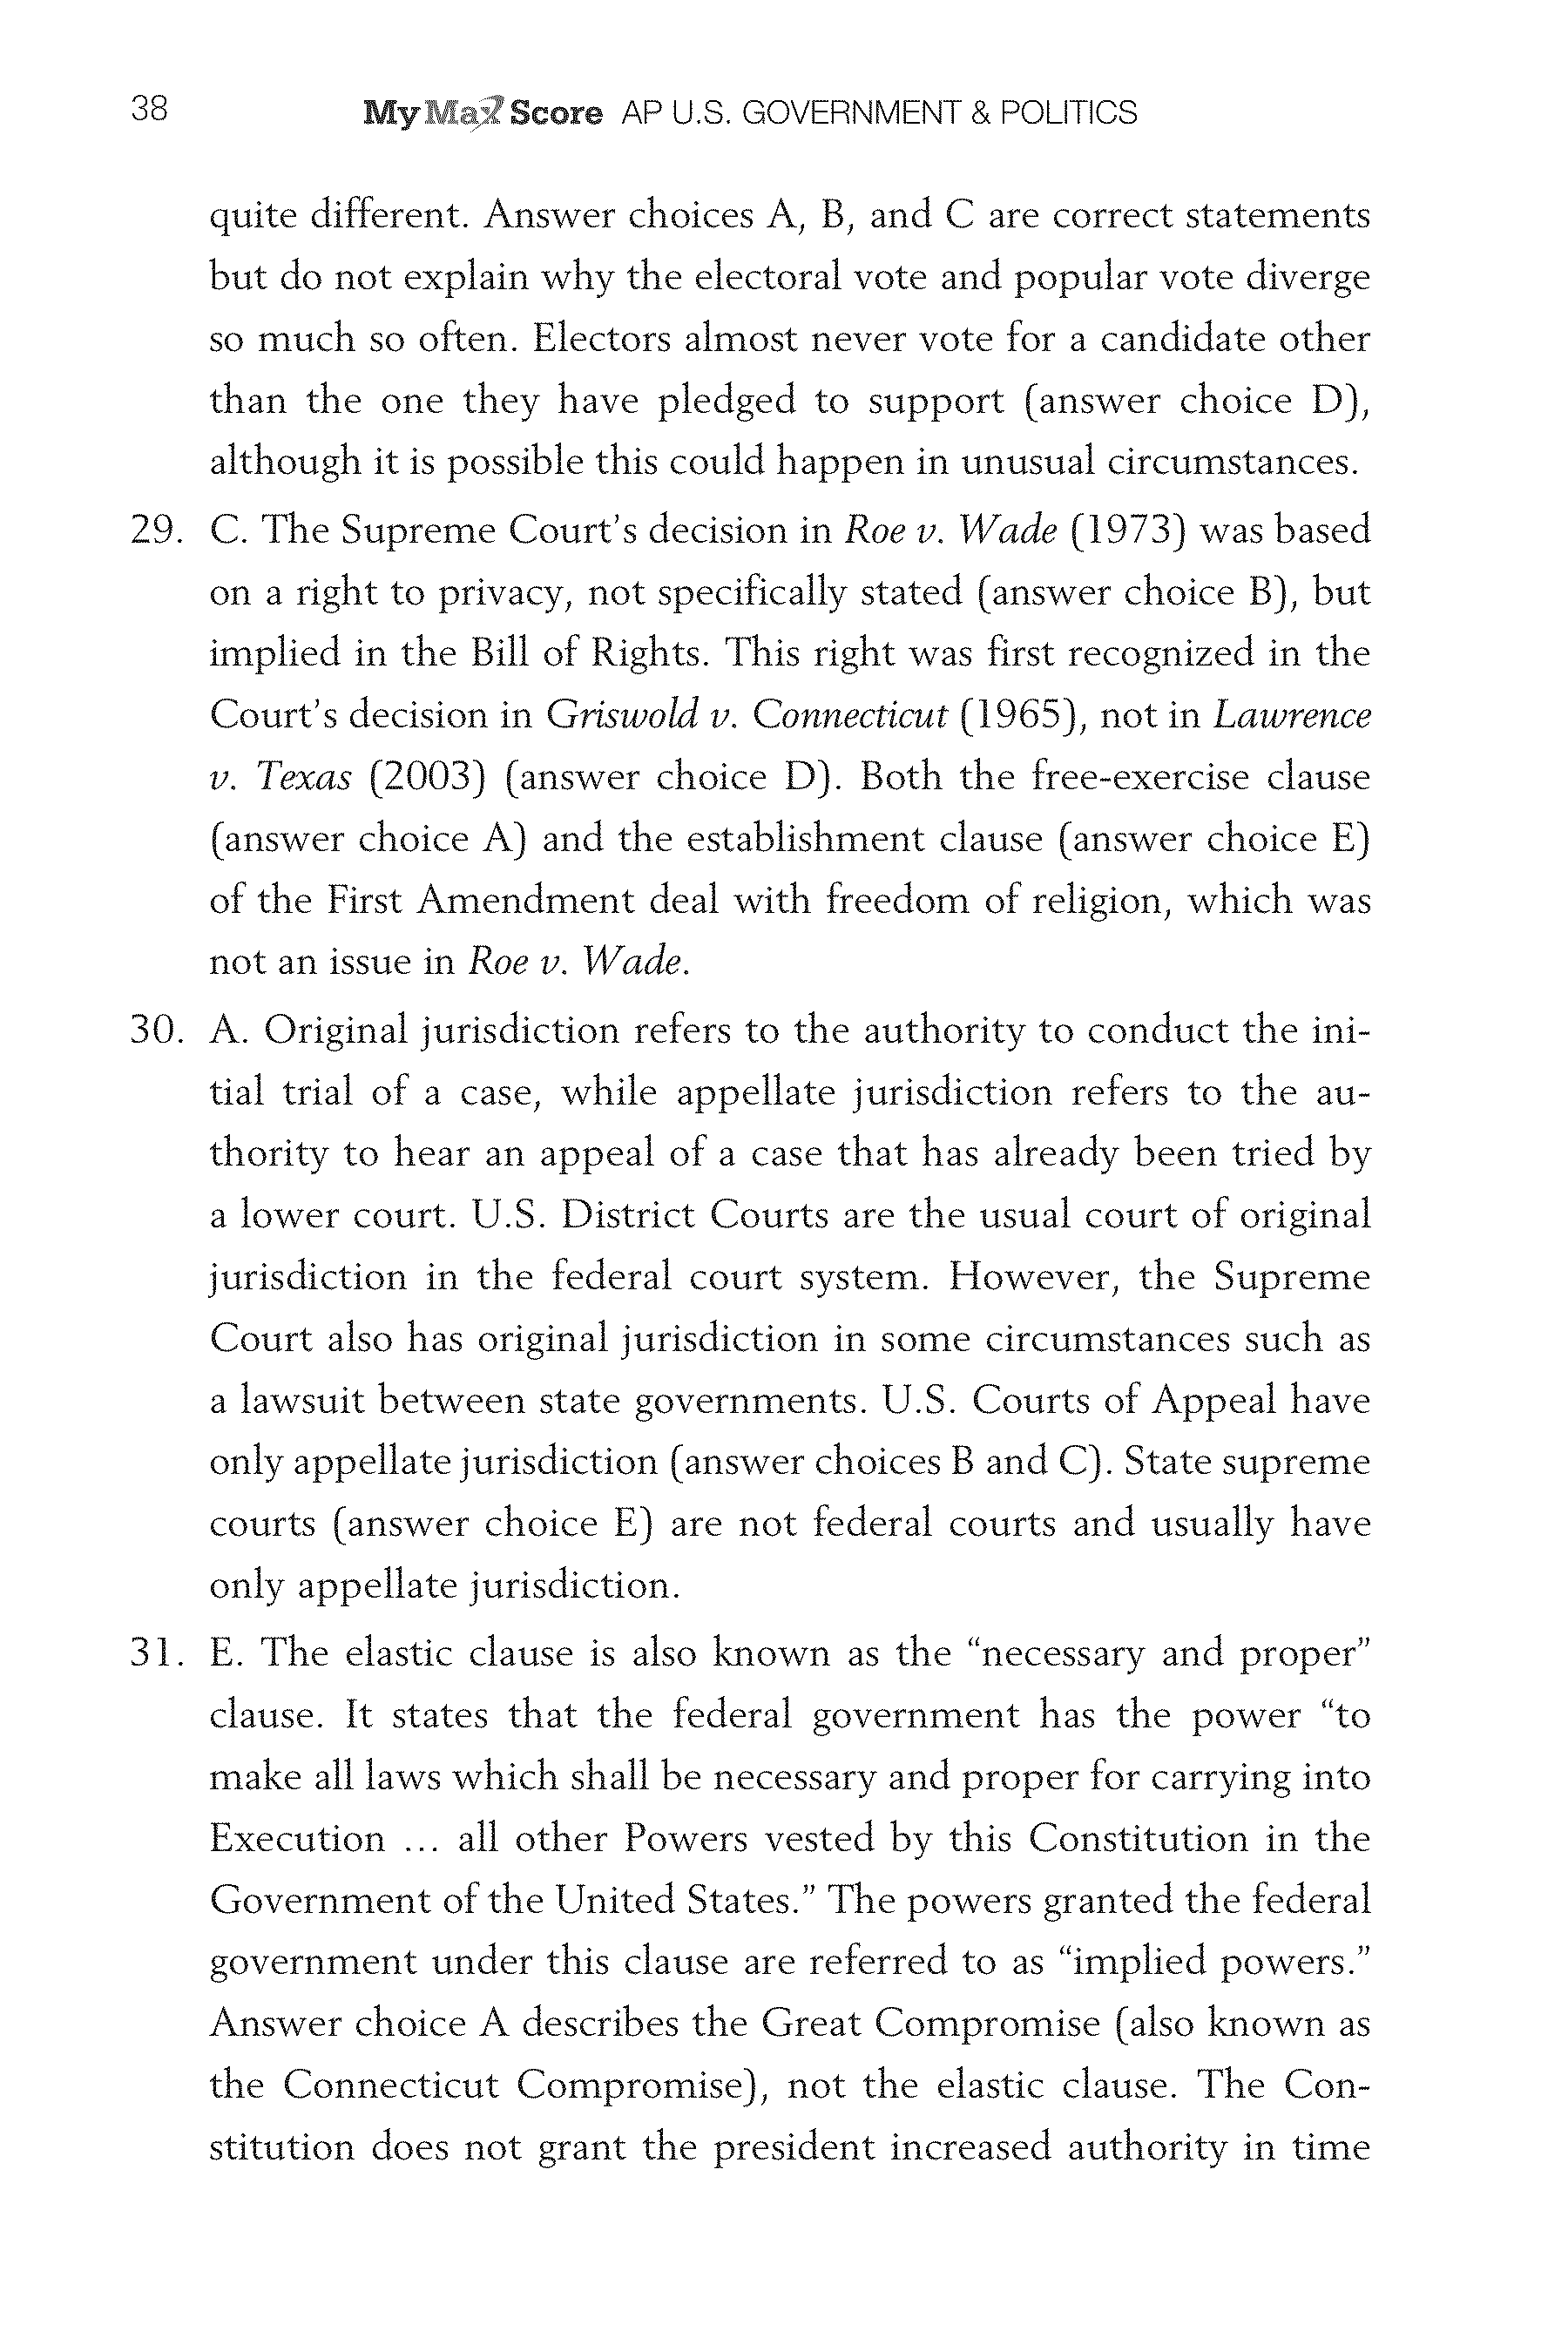 38 My Max Score AP U.S. GOVERNMENT & POLITICS
quite different. Answer choices A, B, and C are correct statements
but do not explain why the electoral vote and popular vote diverge
so much so often. Electors almost never vote for a candidate other
than the one they have pledged to support (answer choice D),
although it is possible this could happen in unusual circumstances.
29. C. The Supreme Court’s decision in Roe v. Wade (1973) was based
on a right to privacy, not specifically stated (answer choice B), but
implied in the Bill of Rights. This right was first recognized in the
Court’s decision in Griswold v. Connecticut (1965), not in Lawrence
v. Texas (2003) (answer choice D). Both the free-exercise clause
(answer choice A) and the establishment clause (answer choice E)
of the First Amendment deal with freedom of religion, which was
not an issue in Roe v. Wade.
30. A. Original jurisdiction refers to the authority to conduct the ini-
tial trial of a case, while appellate jurisdiction refers to the au-
thority to hear an appeal of a case that has already been tried by
a lower court. U.S. District Courts are the usual court of original
jurisdiction in the federal court system. However, the Supreme
Court also has original jurisdiction in some circumstances such as
a lawsuit between state governments. U.S. Courts of Appeal have
only appellate jurisdiction (answer choices B and C). State supreme
courts (answer choice E) are not federal courts and usually have
only appellate jurisdiction.
31. E. The elastic clause is also known as the “necessary and proper”
clause. It states that the federal government has the power “to
make all laws which shall be necessary and proper for carrying into
Execution ... all other Powers vested by this Constitution in the
Government of the United States.” The powers granted the federal
government under this clause are referred to as “implied powers.”
Answer choice A describes the Great Compromise (also known as
the Connecticut Compromise), not the elastic clause. The Con-
stitution does not grant the president increased authority in time